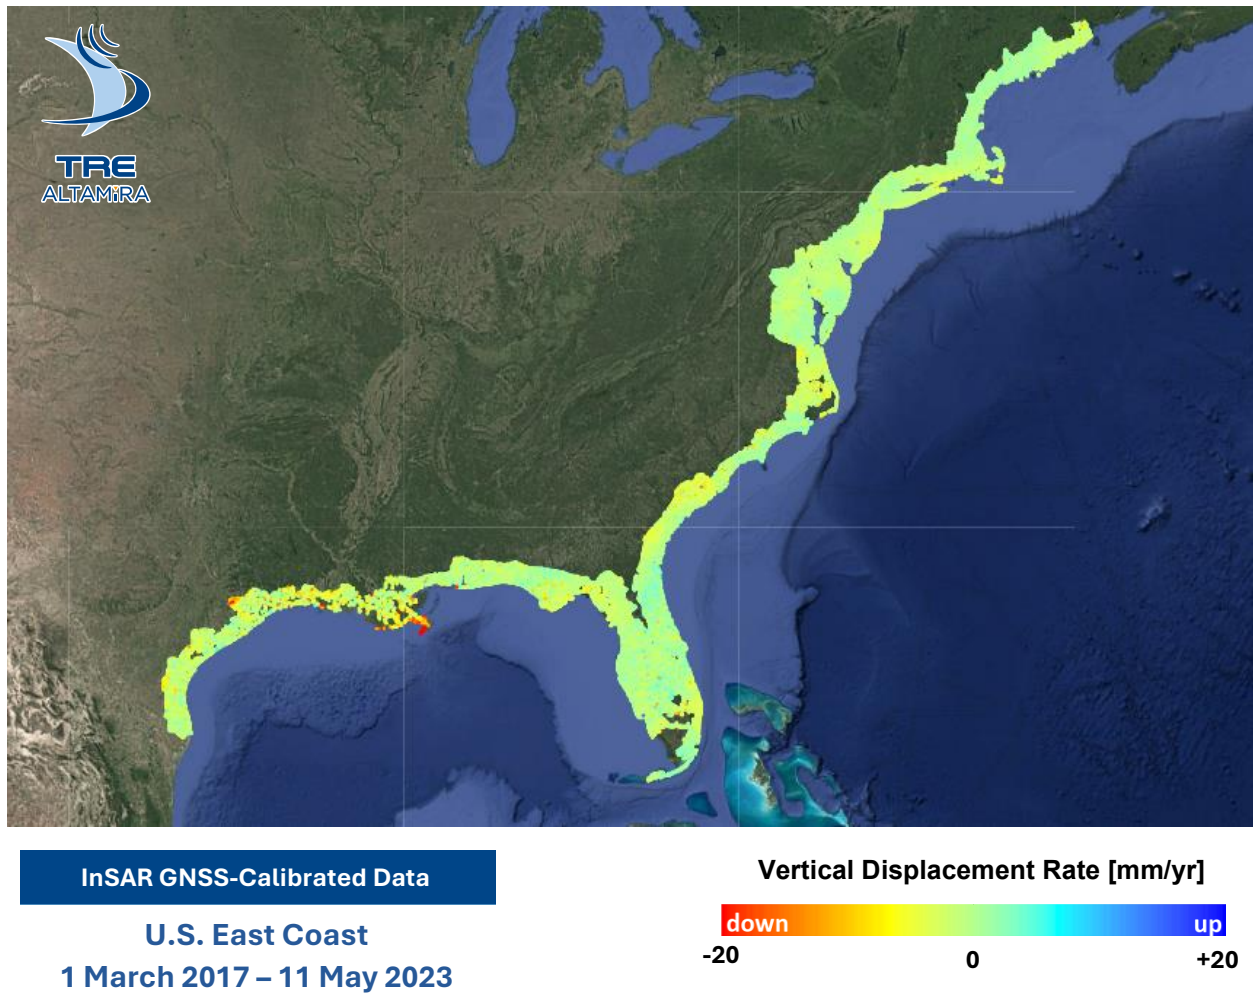 TRE
ALTAMIRA
InSAR GNSS-Calibrated Data
U.S. East Coast
1 March 2017 – 11 May 2023
Vertical Displacement Rate [mm/yr]
down up
-20 0 +20